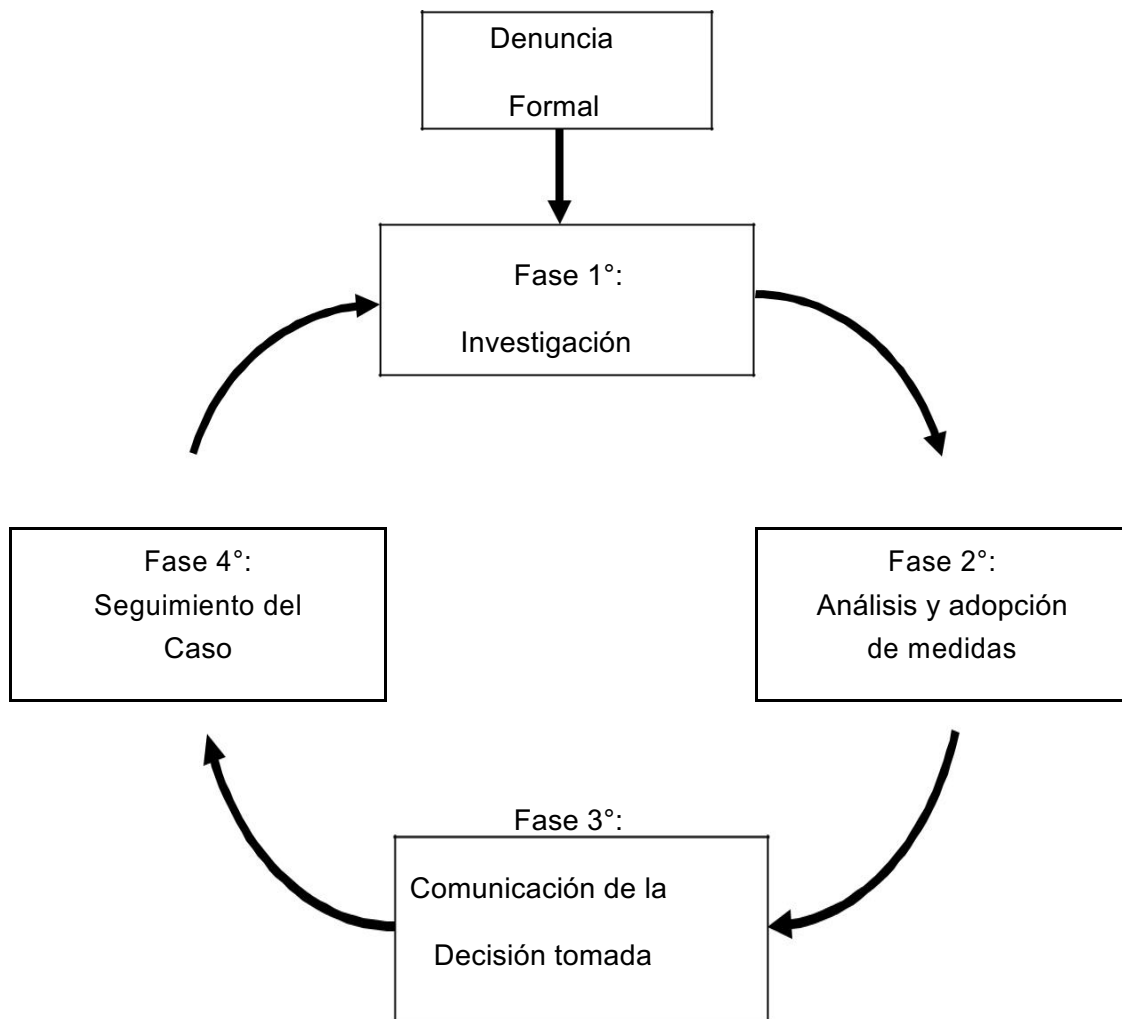 Denuncia
Formal
Fase 1°:
Investigación
Fase 2°:
Análisis y adopción
de medidas
Fase 3°:
Comunicación de la
Decisión tomada
Fase 4°:
Seguimiento del
Caso